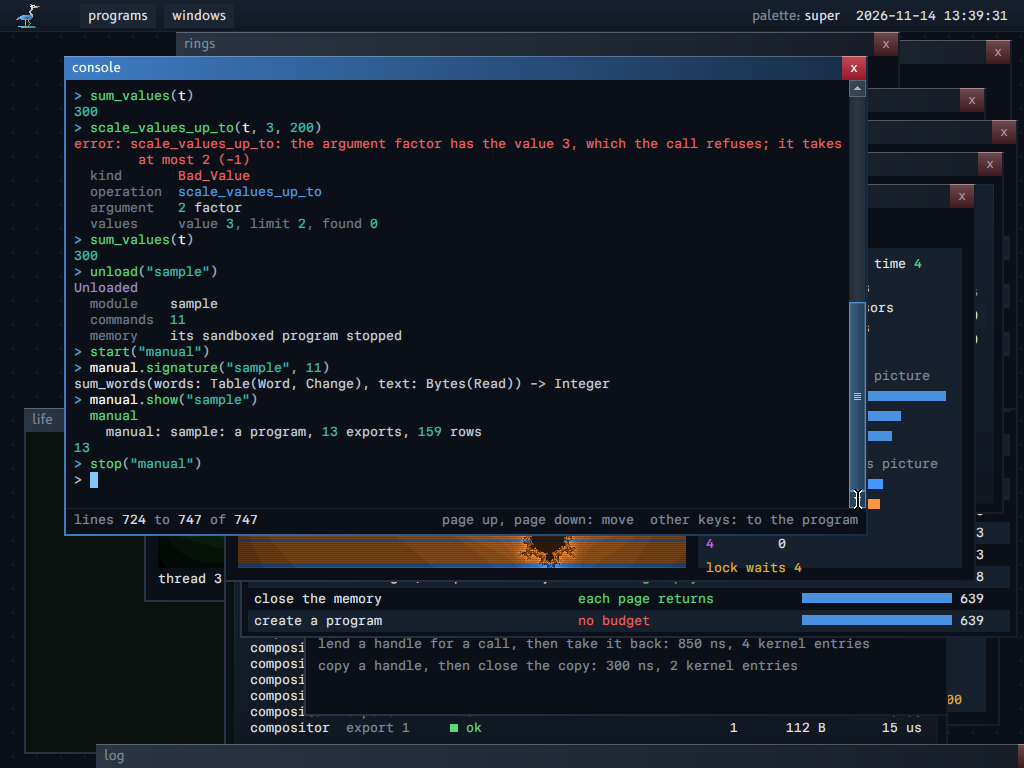 programs windows palette: super 2026-11-14 13:39:31
rings x
x
console x
x
x
x
x
> sum_values(t)
300
> scale_values_up_to(t, 3, 200)
error: scale_values_up_to: the argument factor has the value 3, which the call refuses; it takes
at most 2 (-1)
kind Bad_Value
operation scale_values_up_to
argument 2 factor
values value 3, limit 2, found 0
> sum_values(t)
300
> unload("sample")
Unloaded
module sample
commands 11
memory its sandboxed program stopped
> start("manual")
> manual.signature("sample", 11)
sum_words(words: Table(Word, Change), text: Bytes(Read)) -> Integer
> manual.show("sample")
manual
manual: sample: a program, 13 exports, 159 rows
13
> stop("manual")
>
lines 724 to 747 of 747 page up, page down: move other keys: to the program
time 4
picture
picture
life
4 0
lock waits 4
thread 3
3
3
8
close the memory each page returns 639
create a program no budget 639
lend a handle for a call, then take it back: 850 ns, 4 kernel entries
copy a handle, then close the copy: 300 ns, 2 kernel entries
compositor export 1 ok 1 112 B 15 us
log